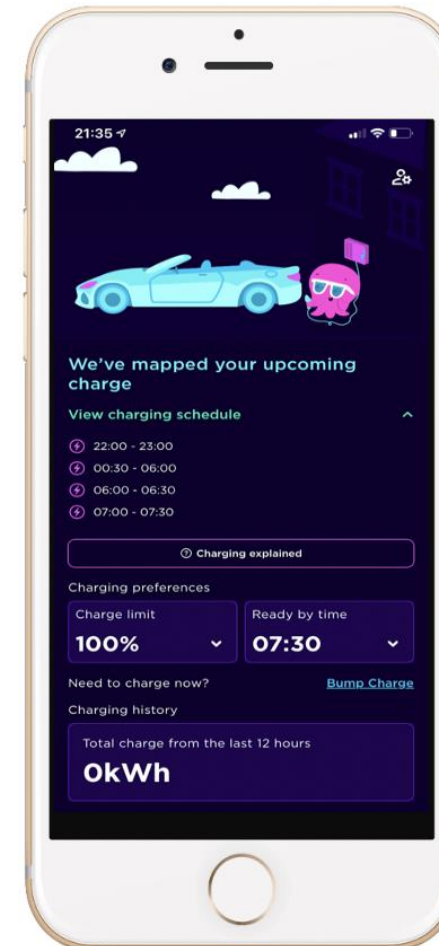 21:35
We've mapped your upcoming
charge
View charging schedule
22:00 - 23:00
00:30 - 06:00
06:00 - 06:30
07:00 - 07:30
Charging explained
Charging preferences
Charge limit
100%
Ready by time
07:30
Need to charge now?
Bump Charge
Charging history
Total charge from the last 12 hours
0kWh